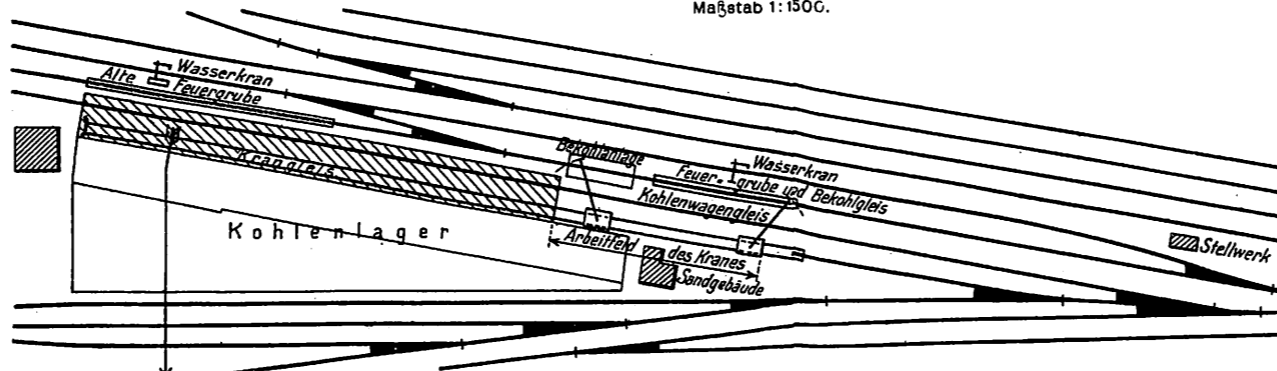 Maßstab 1:1500.
Wasserkran
Alte
Feuergrube
Krangleis
Kohlenlager
Bekohlanlage
Wasserkran
Feuer-
grube und Bekohlgleis
Kohlenwagengleis
Arbeitfeld
des Kranes
Sandgebäude
Stellwerk